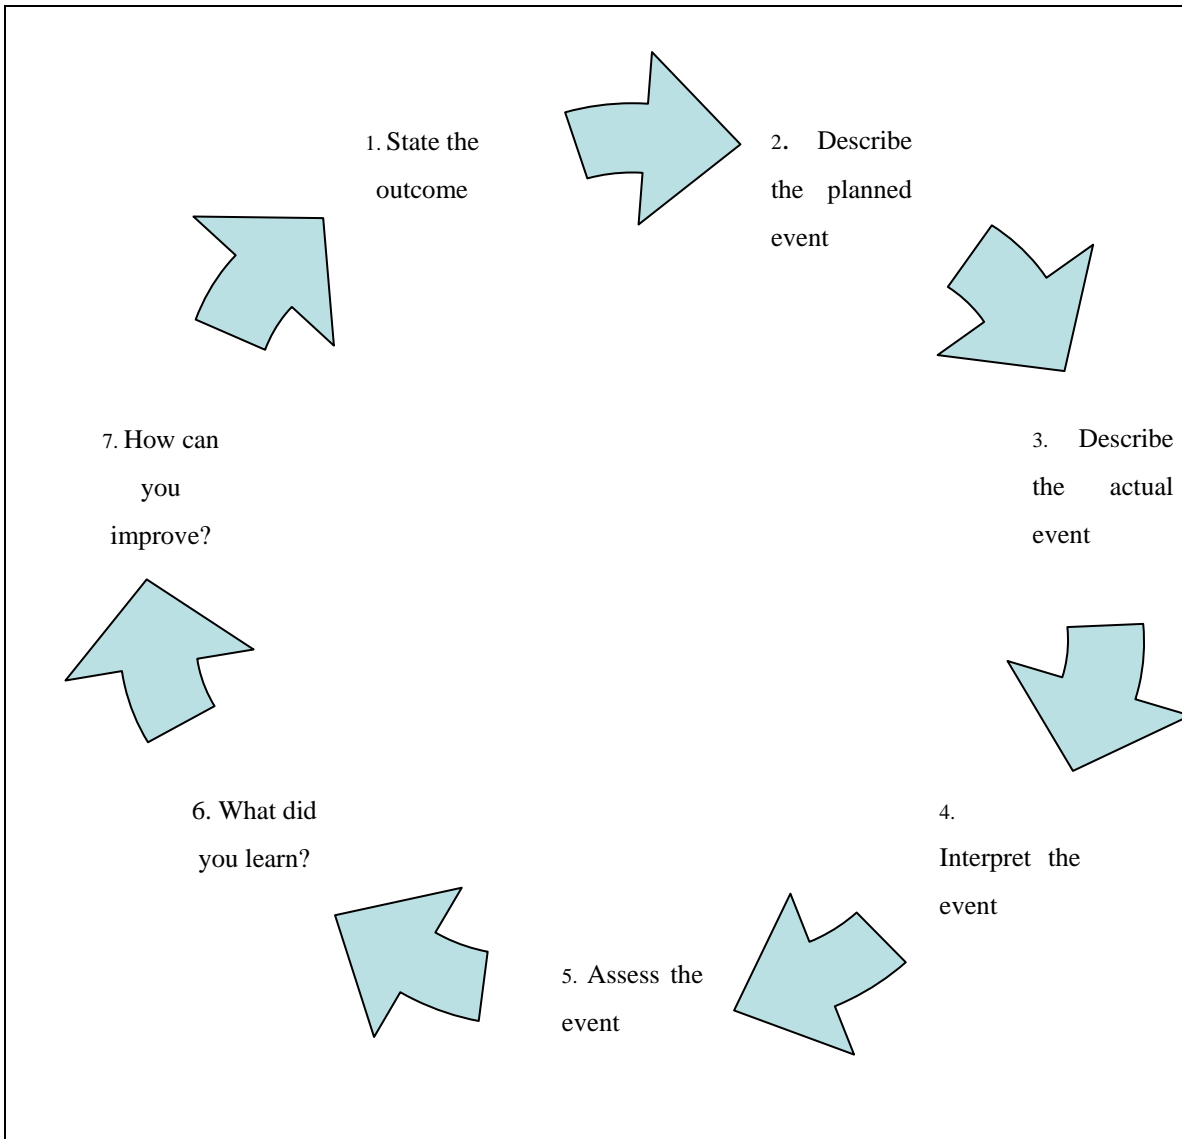 1. State the
outcome
2. Describe
the planned
event
3. Describe
the actual
event
4.
Interpret the
event
5. Assess the
event
6. What did
you learn?
7. How can
you
improve?